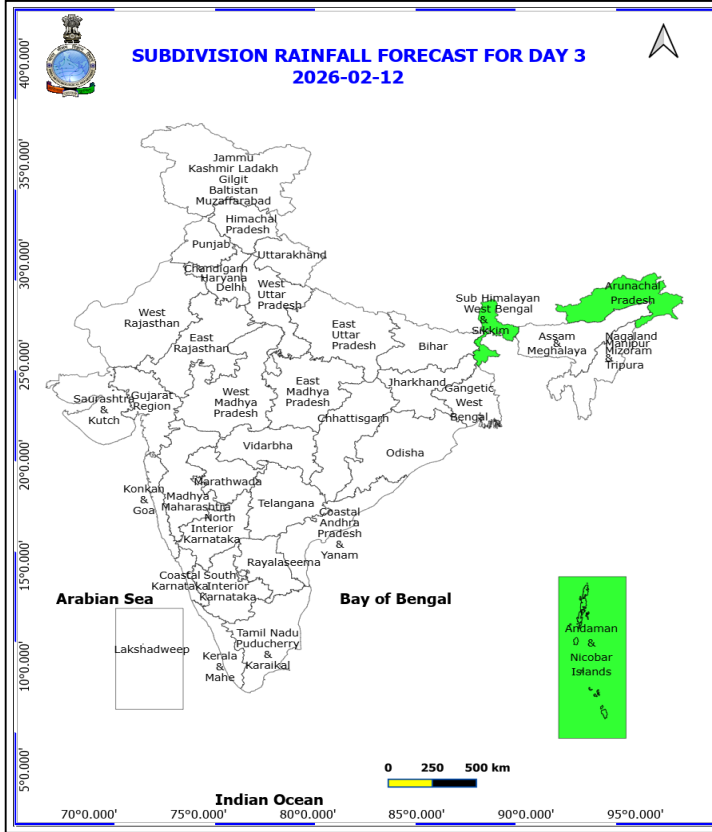 SUBDIVISION RAINFALL FORECAST FOR DAY 3
2026-02-12
40°0.000'
35°0.000'
30°0.000'
25°0.000'
20°0.000'
15°0.000'
10°0.000'
5°0.000'
Jammu
Kashmir Ladakh
Gilgit
Baltistan
Muzaffarabad
Himachal
Pradesh
Punjab
Uttarakhand
Chandigarh
Haryana
Delhi
West
Uttar
Pradesh
West
Rajasthan
East
Rajasthan
East
Uttar
Pradesh
Bihar
Sub Himalayan
West Bengal
&
Sikkim
Arunachal
Pradesh
Assam
&
Meghalaya
Nagaland
Manipur
Mizoram
&
Tripura
Saurashtra
&
Kutch
Gujarat
Region
West
Madhya
Pradesh
East
Madhya
Pradesh
Jharkhand
Gangetic
West
Bengal
Chhattisgarh
Odisha
Vidarbha
Konkan
&
Goa
Madhya
Maharashtra
Marathwada
Telangana
North
Interior
Karnataka
Coastal
Andhra
Pradesh
&
Yanam
Rayalaseema
Coastal
Karnataka
South
Interior
Karnataka
Arabian Sea
Bay of Bengal
Lakshadweep
Kerala
&
Mahe
Tamil Nadu
Puducherry
&
Karaikal
Andaman
&
Nicobar
Islands
0 250 500 km
Indian Ocean
70°0.000' 75°0.000' 80°0.000' 85°0.000' 90°0.000' 95°0.000'